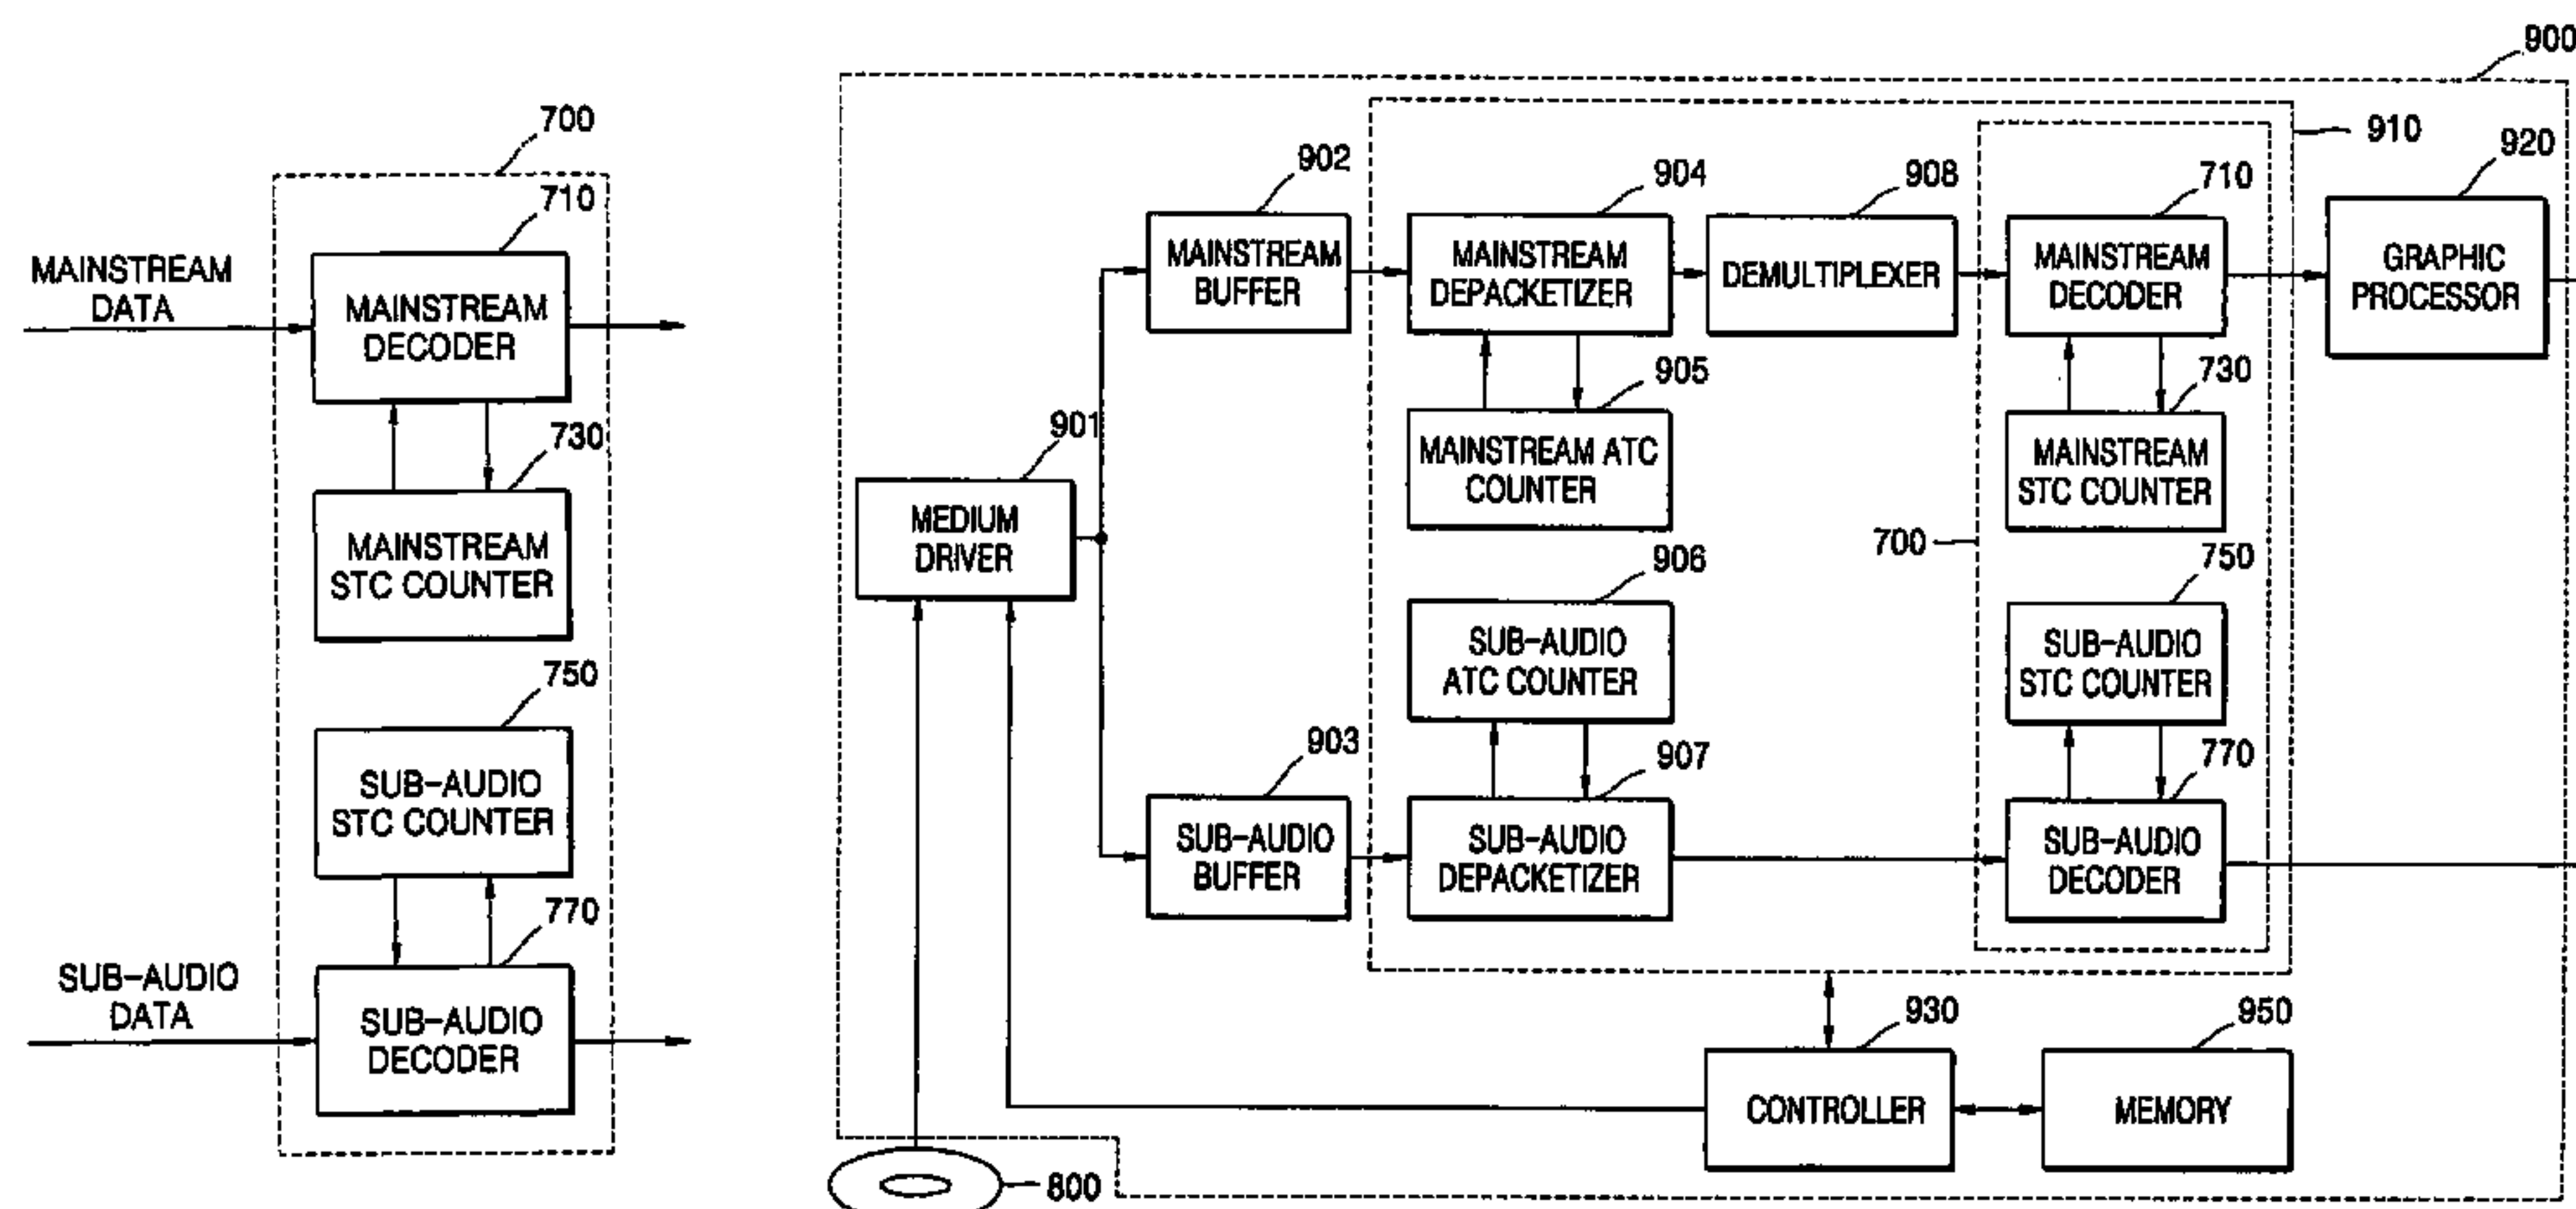 700
710
MAINSTREAM
DATA
MAINSTREAM
DECODER
730
MAINSTREAM
STC COUNTER
750
SUB-AUDIO
STC COUNTER
770
SUB-AUDIO
DATA
SUB-AUDIO
DECODER
900
910
920
902
904
908
710
MAINSTREAM
BUFFER
MAINSTREAM
DEPACKETIZER
DEMULTIPLEXER
MAINSTREAM
DECODER
GRAPHIC
PROCESSOR
905
730
901
MAINSTREAM ATC
COUNTER
MAINSTREAM
STC COUNTER
MEDIUM
DRIVER
700
906
750
SUB-AUDIO
ATC COUNTER
SUB-AUDIO
STC COUNTER
903
907
770
SUB-AUDIO
BUFFER
SUB-AUDIO
DEPACKETIZER
SUB-AUDIO
DECODER
930
950
CONTROLLER
MEMORY
800